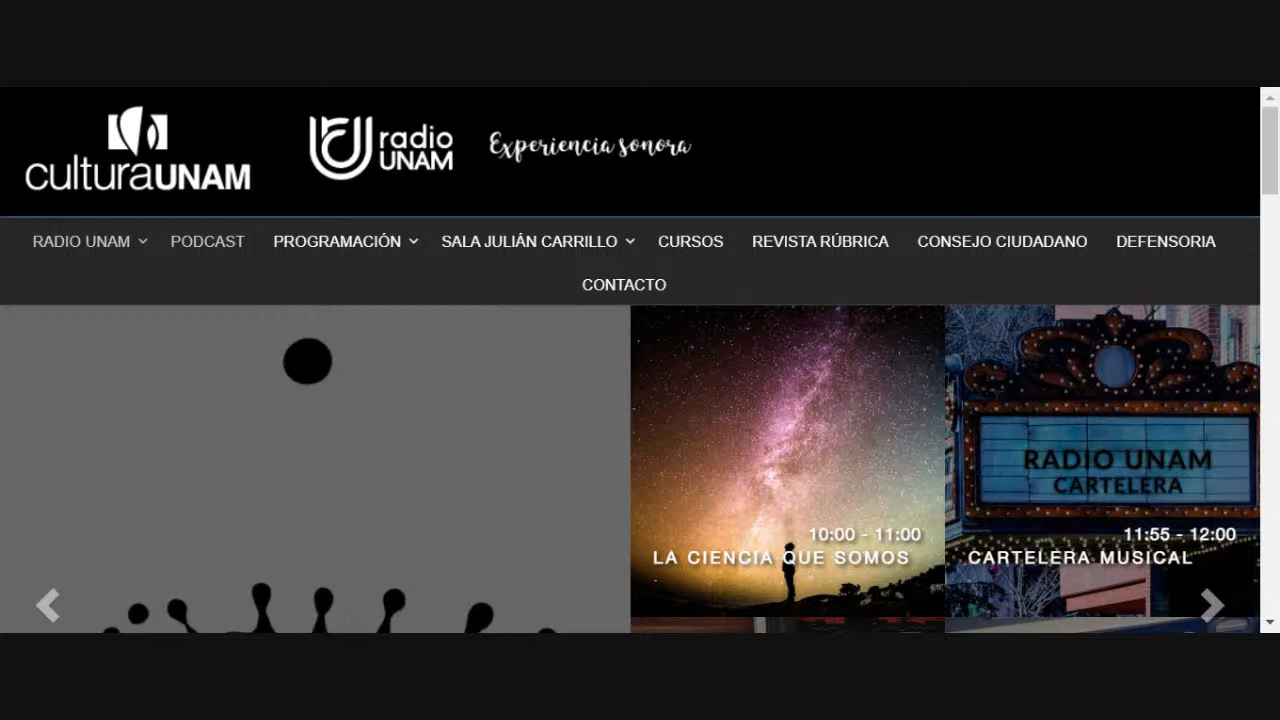 culturaUNAM
radio
UNAM
Experiencia sonora
RADIO UNAM PODCAST PROGRAMACIÓN SALA JULIÁN CARRILLO CURSOS REVISTA RÚBRICA CONSEJO CIUDADANO DEFENSORIA
CONTACTO
10:00 - 11:00
LA CIENCIA QUE SOMOS
RADIO UNAM
CARTELERA
11:55 - 12:00
CARTELERA MUSICAL